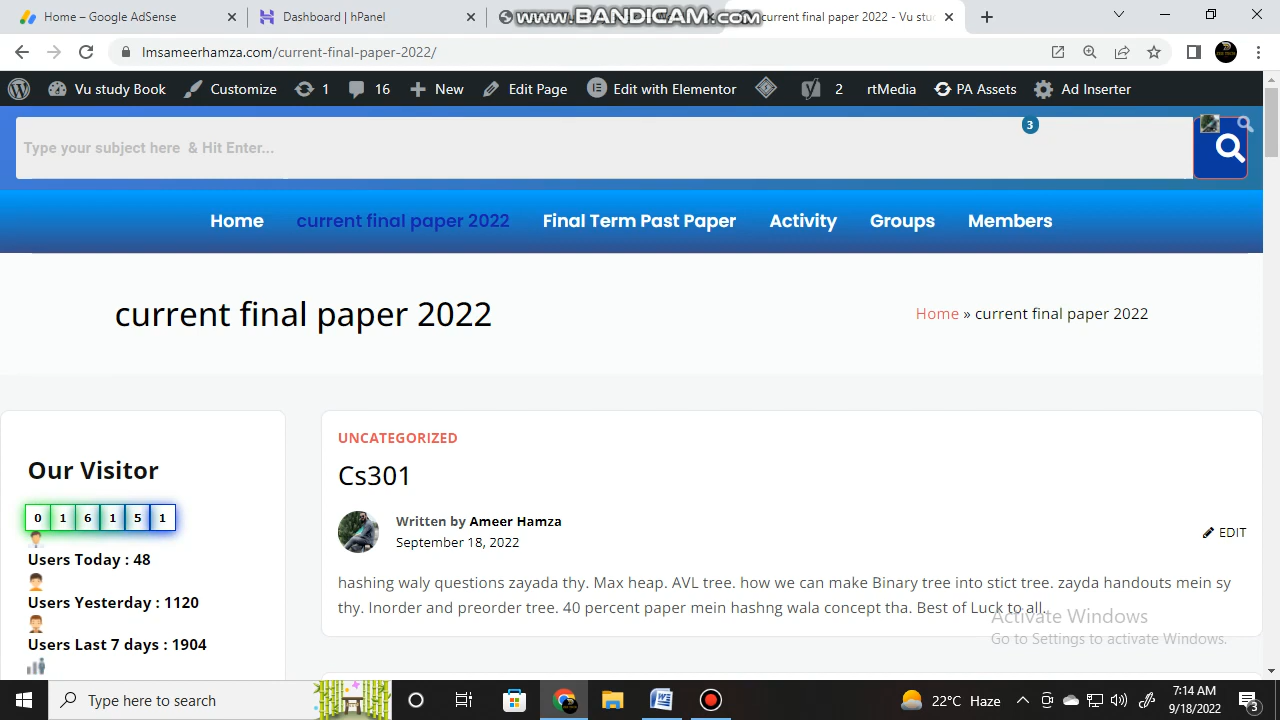 Home – Google AdSense
Dashboard | hPanel
www.BANDICAM.com
current final paper 2022 - Vu stud
lmsameerhamza.com/current-final-paper-2022/
Vu study Book Customize 1 16 New Edit Page Edit with Elementor 2 rtMedia PA Assets Ad Inserter
Type your subject here & Hit Enter...
3
Home current final paper 2022 Final Term Past Paper Activity Groups Members
current final paper 2022
Home » current final paper 2022
Our Visitor
0 1 6 1 5 1
Users Today : 48
Users Yesterday : 1120
Users Last 7 days : 1904
UNCATEGORIZED
Cs301
Written by Ameer Hamza
September 18, 2022
EDIT
hashing waly questions zayada thy. Max heap. AVL tree. how we can make Binary tree into stict tree. zayda handouts mein sy
thy. Inorder and preorder tree. 40 percent paper mein hashng wala concept tha. Best of Luck to all.
Activate Windows
Go to Settings to activate Windows.
Type here to search
22°C Haze
7:14 AM
9/18/2022
3